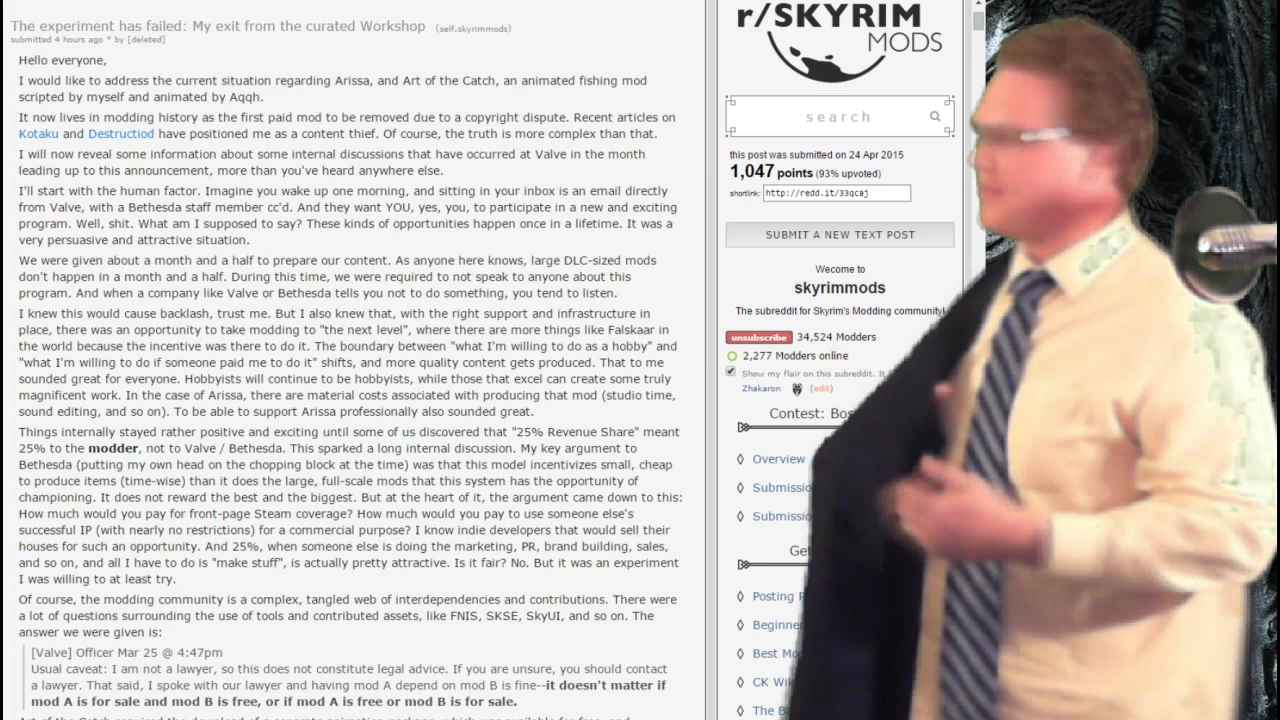 The experiment has failed: My exit from the curated Workshop (self.skyrimmods)
submitted 4 hours ago * by [deleted]
Hello everyone,
I would like to address the current situation regarding Arissa, and Art of the Catch, an animated fishing mod
scripted by myself and animated by Aqqh.
It now lives in modding history as the first paid mod to be removed due to a copyright dispute. Recent articles on
Kotaku and Destructiod have positioned me as a content thief. Of course, the truth is more complex than that.
I will now reveal some information about some internal discussions that have occurred at Valve in the month
leading up to this announcement, more than you've heard anywhere else.
I'll start with the human factor. Imagine you wake up one morning, and sitting in your inbox is an email directly
from Valve, with a Bethesda staff member cc'd. And they want YOU, yes, you, to participate in a new and exciting
program. Well, shit. What am I supposed to say? These kinds of opportunities happen once in a lifetime. It was a
very persuasive and attractive situation.
We were given about a month and a half to prepare our content. As anyone here knows, large DLC-sized mods
don't happen in a month and a half. During this time, we were required to not speak to anyone about this
program. And when a company like Valve or Bethesda tells you not to do something, you tend to listen.
I knew this would cause backlash, trust me. But I also knew that, with the right support and infrastructure in
place, there was an opportunity to take modding to "the next level", where there are more things like Falskaar in
the world because the incentive was there to do it. The boundary between "what I'm willing to do as a hobby" and
"what I'm willing to do if someone paid me to do it" shifts, and more quality content gets produced. That to me
sounded great for everyone. Hobbyists will continue to be hobbyists, while those that excel can create some truly
magnificent work. In the case of Arissa, there are material costs associated with producing that mod (studio time,
sound editing, and so on). To be able to support Arissa professionally also sounded great.
Things internally stayed rather positive and exciting until some of us discovered that "25% Revenue Share" meant
25% to the modder, not to Valve / Bethesda. This sparked a long internal discussion. My key argument to
Bethesda (putting my own head on the chopping block at the time) was that this model incentivizes small, cheap
to produce items (time-wise) than it does the large, full-scale mods that this system has the opportunity of
championing. It does not reward the best and the biggest. But at the heart of it, the argument came down to this:
How much would you pay for front-page Steam coverage? How much would you pay to use someone else's
successful IP (with nearly no restrictions) for a commercial purpose? I know indie developers that would sell their
houses for such an opportunity. And 25%, when someone else is doing the marketing, PR, brand building, sales,
and so on, and all I have to do is "make stuff", is actually pretty attractive. Is it fair? No. But it was an experiment
I was willing to at least try.
Of course, the modding community is a complex, tangled web of interdependencies and contributions. There were
a lot of questions surrounding the use of tools and contributed assets, like FNIS, SKSE, SkyUI, and so on. The
answer we were given is:
[Valve] Officer Mar 25 @ 4:47pm
Usual caveat: I am not a lawyer, so this does not constitute legal advice. If you are unsure, you should contact
a lawyer. That said, I spoke with our lawyer and having mod A depend on mod B is fine--it doesn't matter if
mod A is for sale and mod B is free, or if mod A is free or mod B is for sale.
Art of the Catch required the download of a separate animation package, which was available for free, and
r/SKYRIM
MODS
search
this post was submitted on 24 Apr 2015
1,047 points (93% upvoted)
shortlink: http://redd.it/33qcaj
SUBMIT A NEW TEXT POST
Wecome to
skyrimmods
The subreddit for Skyrim's Modding community!
unsubscribe 34,524 Modders
2,277 Modders online
Show my flair on this subreddit. It
Zhakaron (edit)
Contest: Bos
Overview
Submissio
Submissio
Get
Posting
Beginner
Best Mo
CK Wi
The B